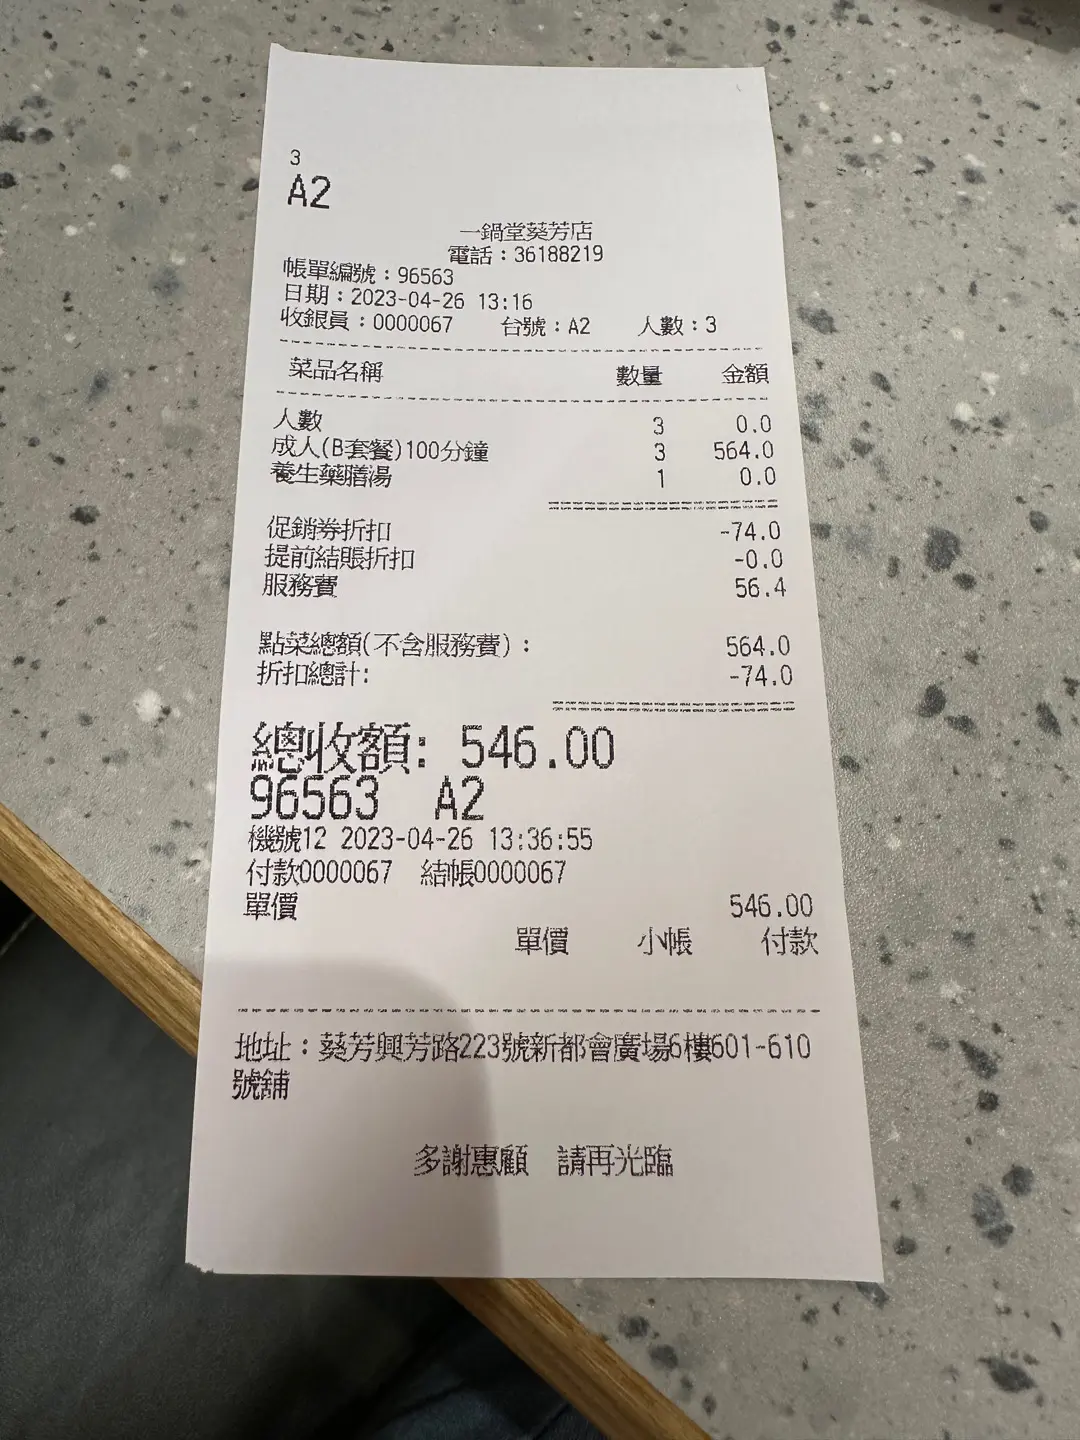 3
A2
一鍋堂葵芳店
電話：36188219
帳單編號：96563
日期：2023-04-26 13:16
收銀員：0000067 台號：A2 人數：3
菜品名稱 數量 金額
人數 3 0.0
成人(B套餐)100分鐘 3 564.0
養生藥膳湯 1 0.0
促銷券折扣 -74.0
提前結賬折扣 -0.0
服務費 56.4
點菜總額(不含服務費)： 564.0
折扣總計: -74.0
總收額: 546.00
96563 A2
機號12 2023-04-26 13:36:55
付款0000067 結帳0000067
單價 546.00
單價 小帳 付款
地址：葵芳興芳路223號新都會廣場6樓601-610
號舖
多謝惠顧 請再光臨